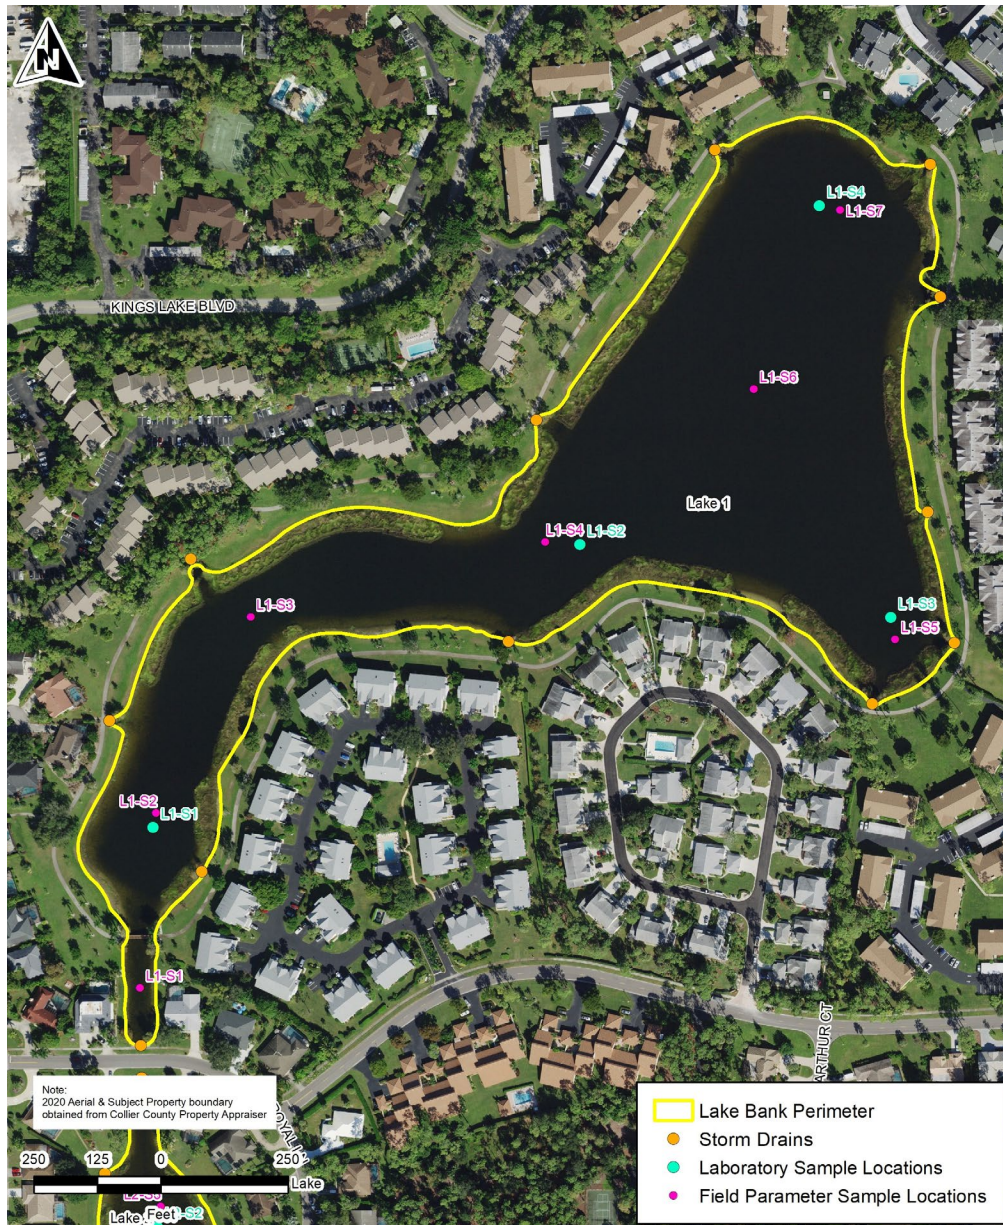 N
L1-S4
L1-S7
KINGS LAKE BLVD
L1-S6
Lake 1
L1-S4
L1-S2
L1-S3
L1-S3
L1-S5
L1-S2
L1-S1
L1-S1
ARTHUR CT
Note:
2020 Aerial & Subject Property boundary
obtained from Collier County Property Appraiser
Lake Bank Perimeter
Storm Drains
Laboratory Sample Locations
Field Parameter Sample Locations
250 125 0 250
Lake
Feet
Lake